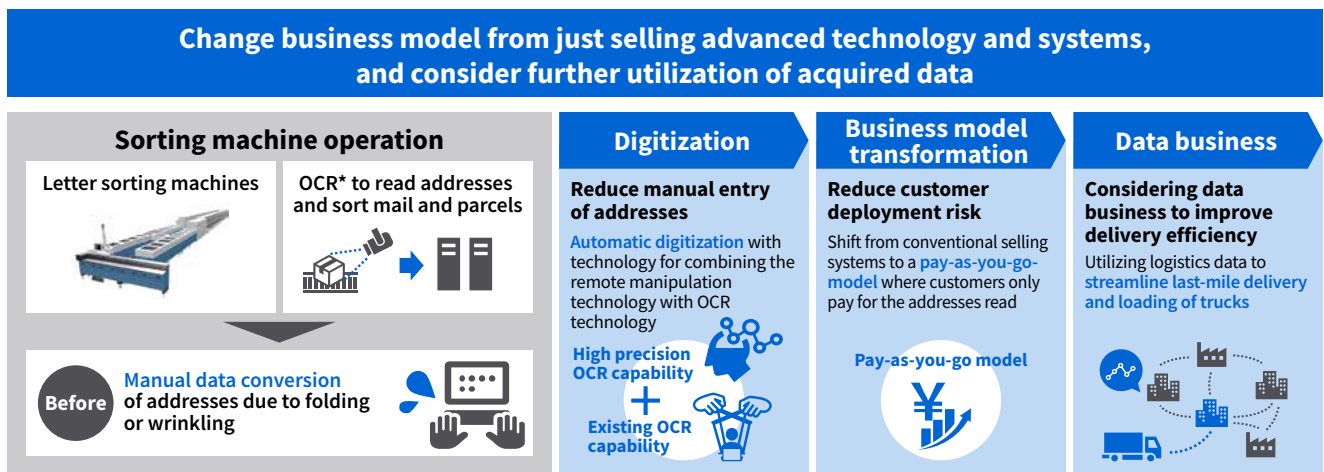 Change business model from just selling advanced technology and systems,
and consider further utilization of acquired data
Sorting machine operation
Letter sorting machines
OCR* to read addresses
and sort mail and parcels
Before
Manual data conversion
of addresses due to folding
or wrinkling
Digitization
Reduce manual entry
of addresses
Automatic digitization with
technology for combining the
remote manipulation
technology with OCR
technology
High precision
OCR capability
+
Existing OCR
capability
Business model
transformation
Reduce customer
deployment risk
Shift from conventional selling
systems to a pay-as-you-go-
model where customers only
pay for the addresses read
Pay-as-you-go model
¥
Data business
Considering data
business to improve
delivery efficiency
Utilizing logistics data to
streamline last-mile delivery
and loading of trucks